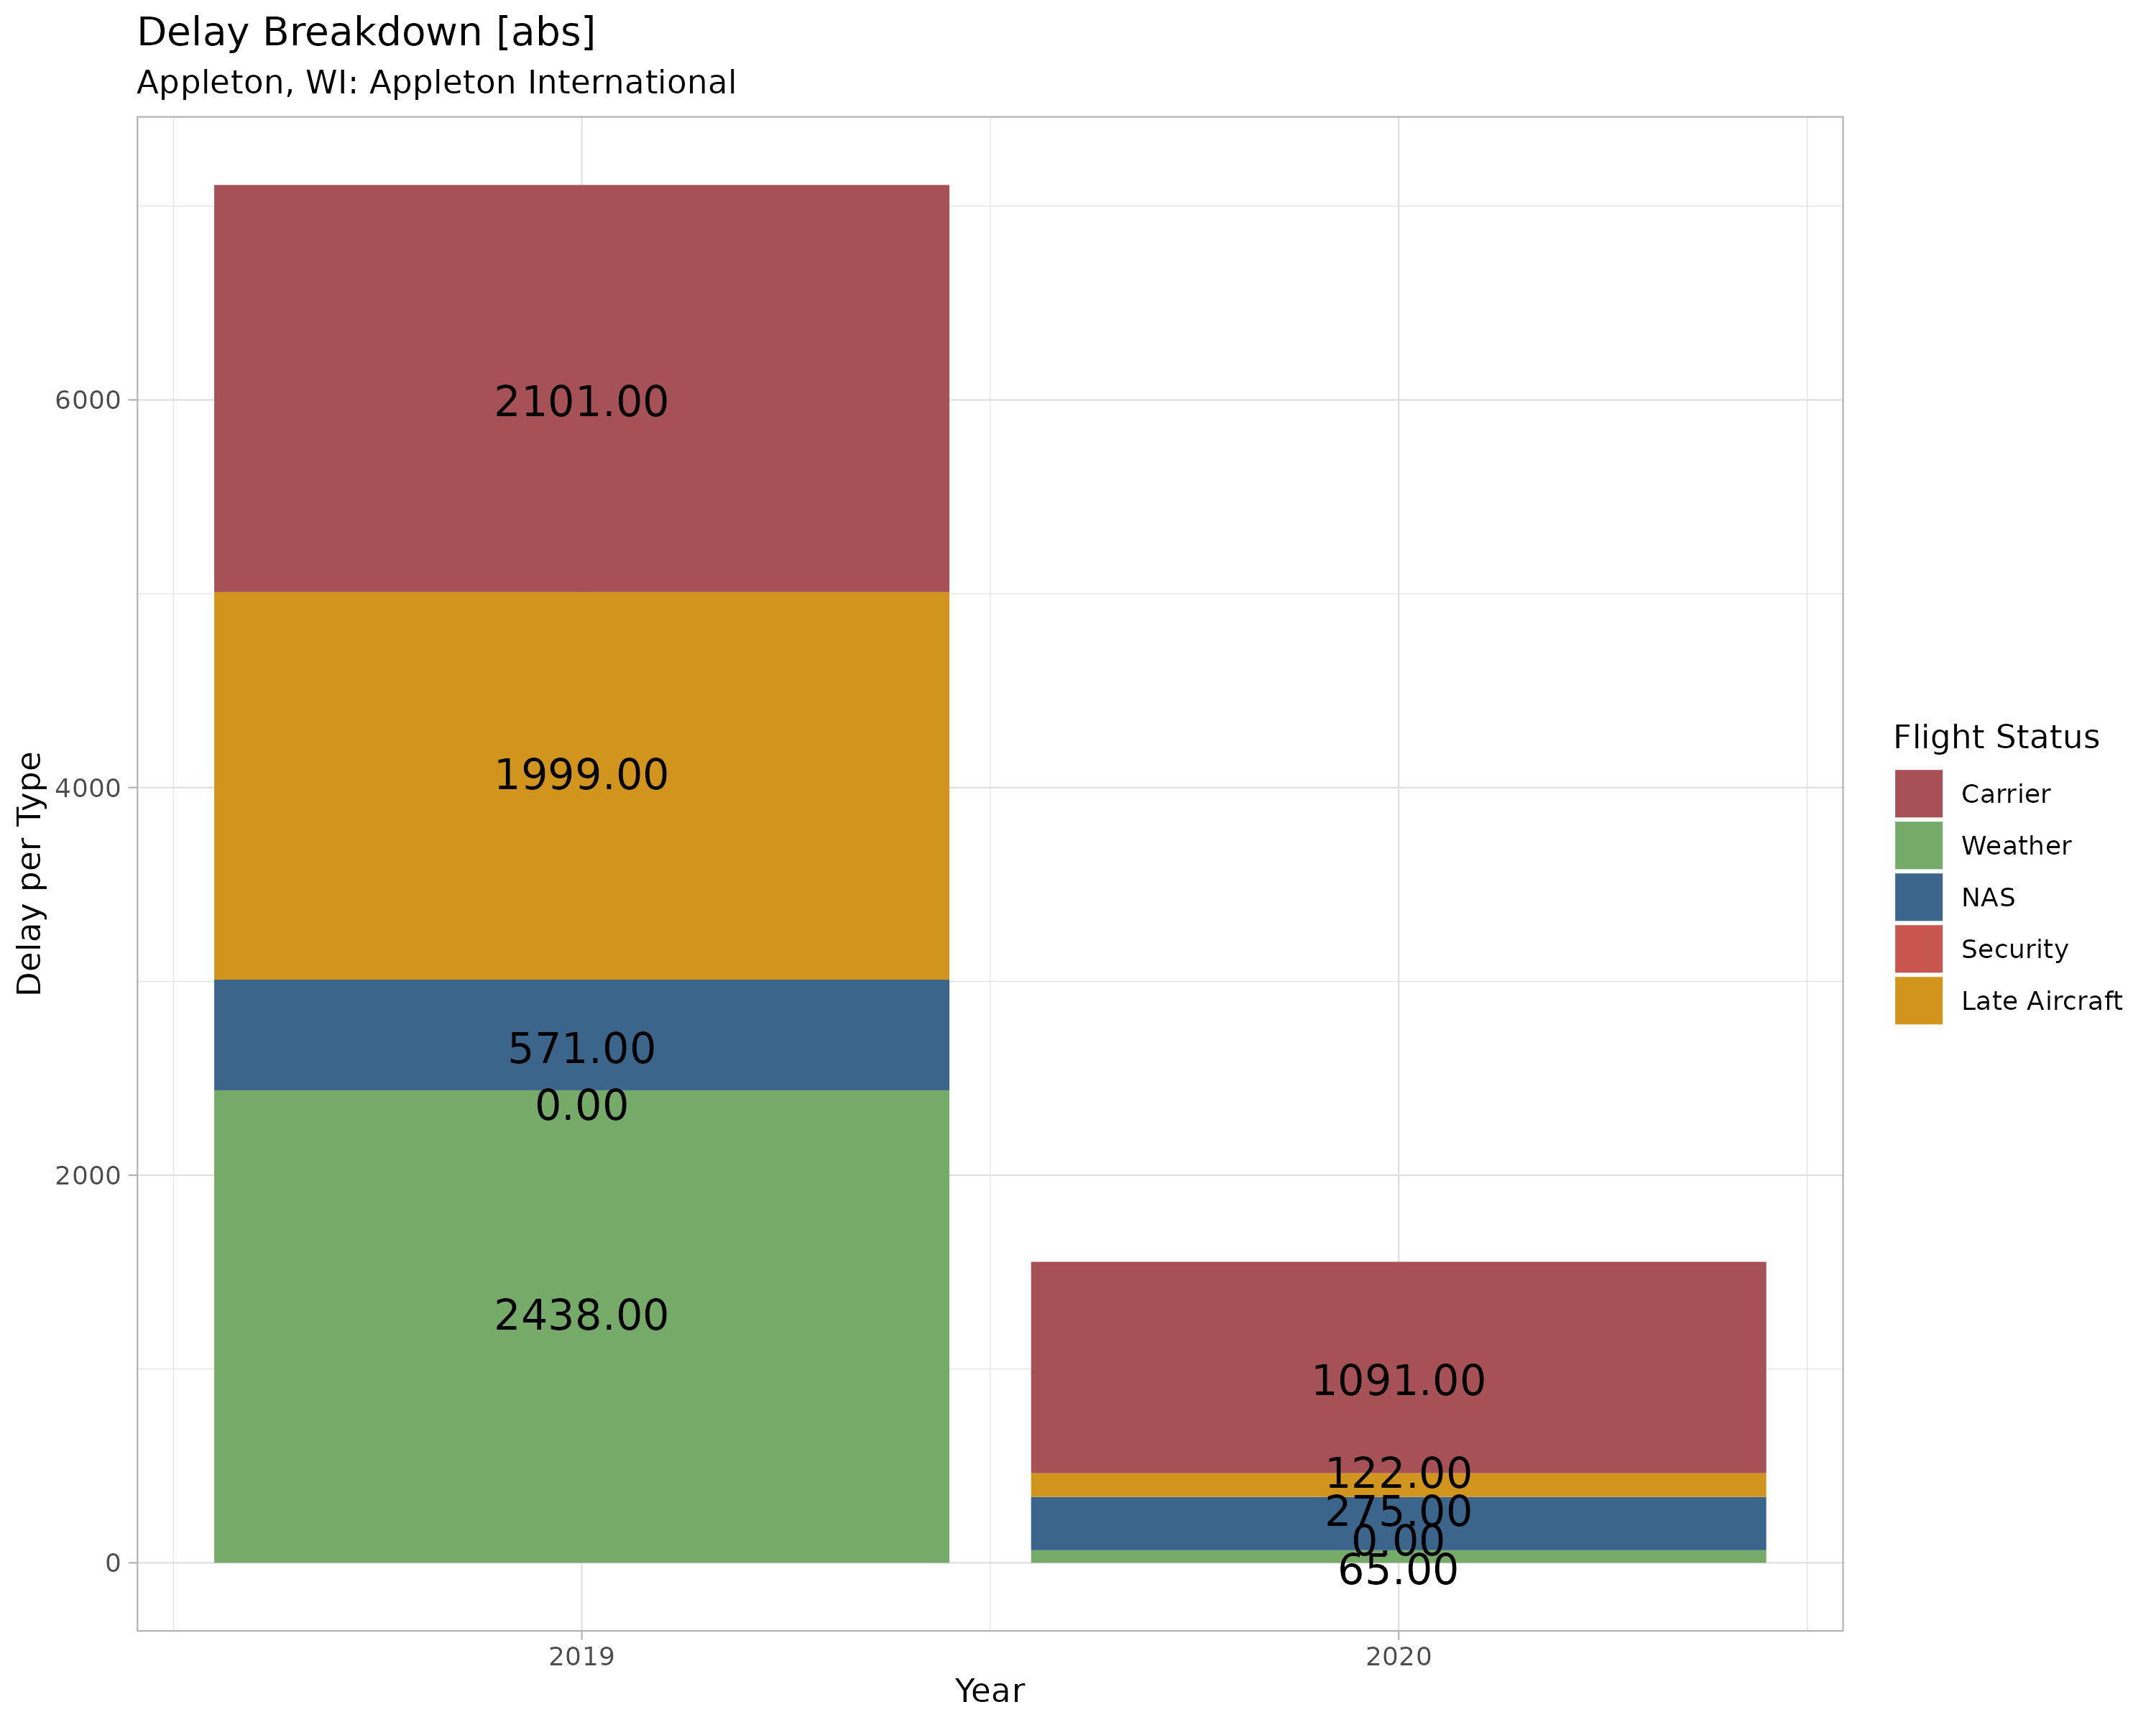 Delay Breakdown [abs]
Appleton, WI: Appleton International
Delay per Type
6000
4000
2000
0
2101.00
1999.00
571.00
0.00
2438.00
1091.00
122.00
275.00
0.00
65.00
2019
2020
Year
Flight Status
Carrier
Weather
NAS
Security
Late Aircraft